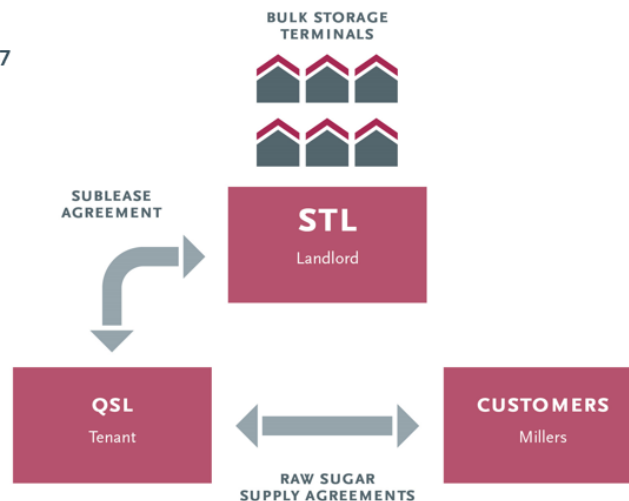 BULK STORAGE
TERMINALS
7
SUBLEASE
AGREEMENT
STL
Landlord
QSL
Tenant
CUSTOMERS
Millers
RAW SUGAR
SUPPLY AGREEMENTS